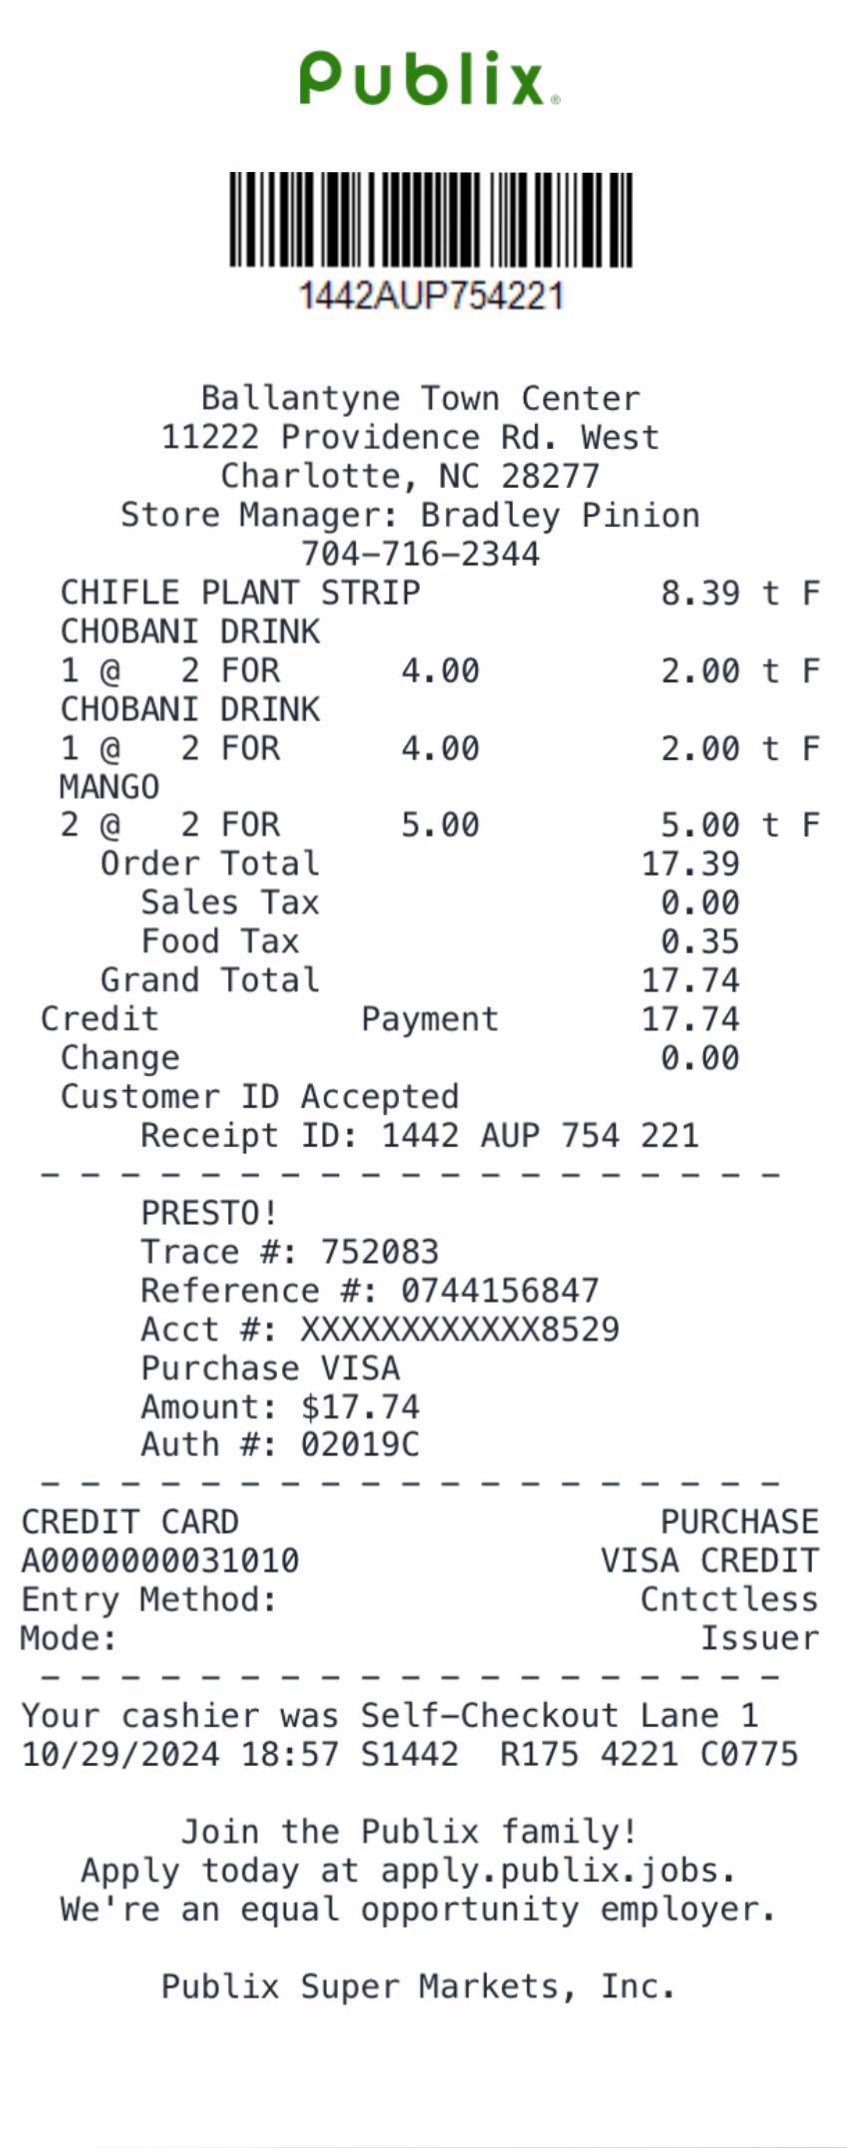 Publix®
1442AUP754221
Ballantyne Town Center
11222 Providence Rd. West
Charlotte, NC 28277
Store Manager: Bradley Pinion
704-716-2344
CHIFLE PLANT STRIP 8.39 t F
CHOBANI DRINK
1 @ 2 FOR 4.00 2.00 t F
CHOBANI DRINK
1 @ 2 FOR 4.00 2.00 t F
MANGO
2 @ 2 FOR 5.00 5.00 t F
Order Total 17.39
Sales Tax 0.00
Food Tax 0.35
Grand Total 17.74
Credit Payment 17.74
Change 0.00
Customer ID Accepted
Receipt ID: 1442 AUP 754 221
- - - - - - - - - - - - - - - - - - -
PRESTO!
Trace #: 752083
Reference #: 0744156847
Acct #: XXXXXXXXXXXX8529
Purchase VISA
Amount: $17.74
Auth #: 02019C
- - - - - - - - - - - - - - - - - - -
CREDIT CARD PURCHASE
A0000000031010 VISA CREDIT
Entry Method: Cntctless
Mode: Issuer
- - - - - - - - - - - - - - - - - - -
Your cashier was Self-Checkout Lane 1
10/29/2024 18:57 S1442 R175 4221 C0775
Join the Publix family!
Apply today at apply.publix.jobs.
We're an equal opportunity employer.
Publix Super Markets, Inc.